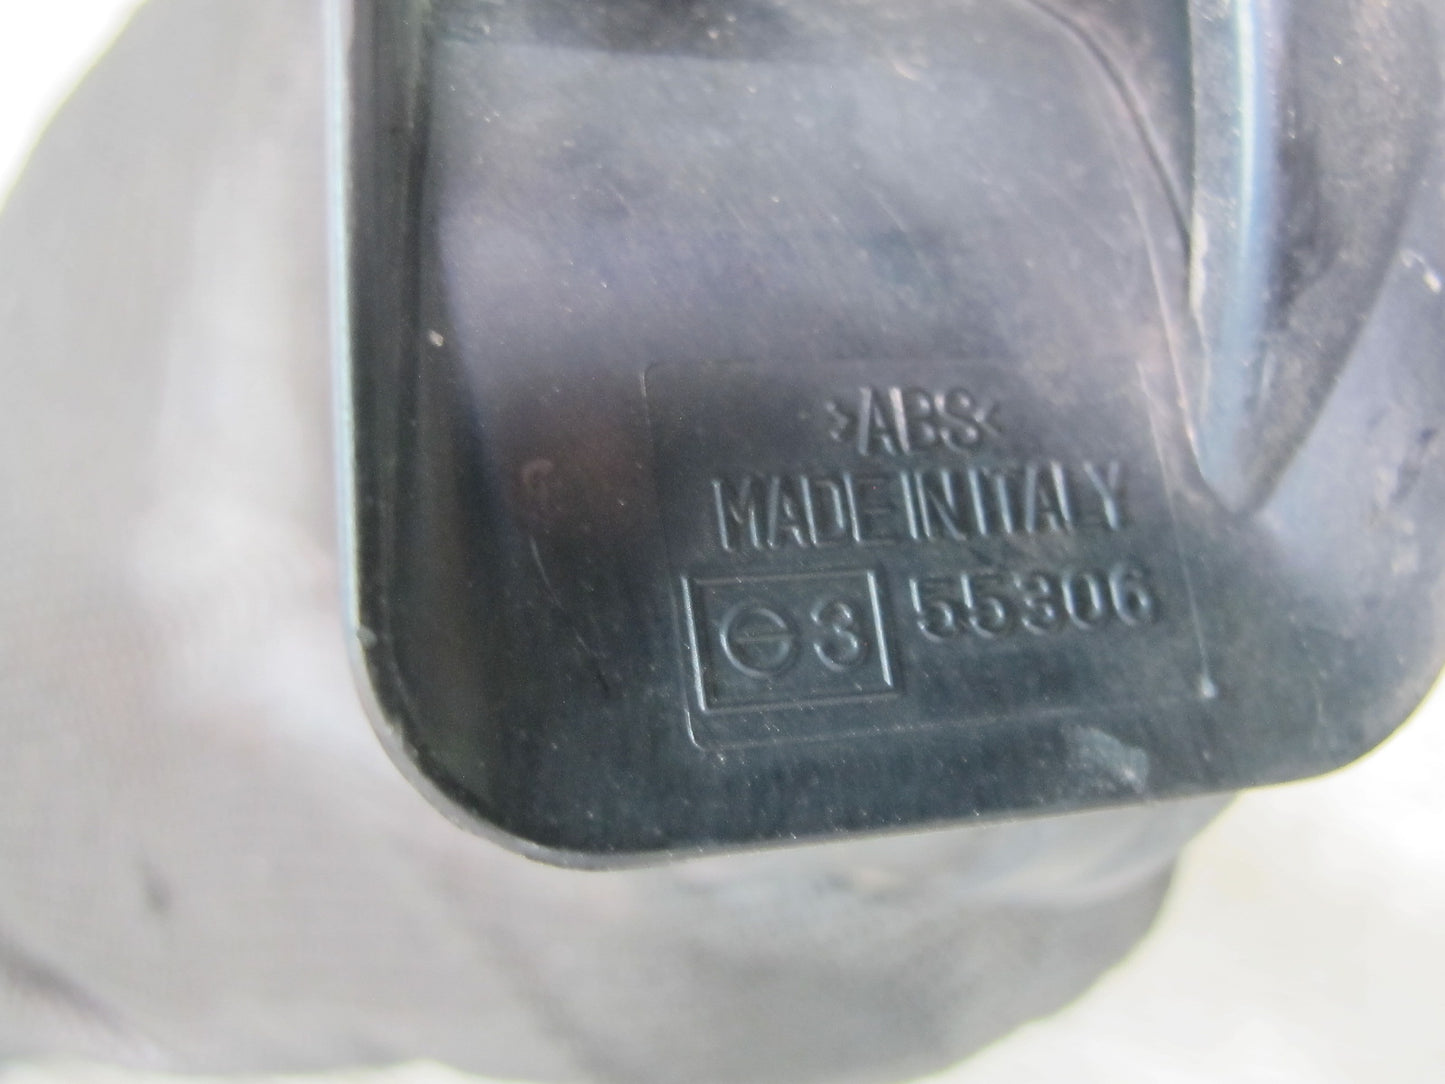 >ABS<
MADE IN ITALY
⊖3 55306